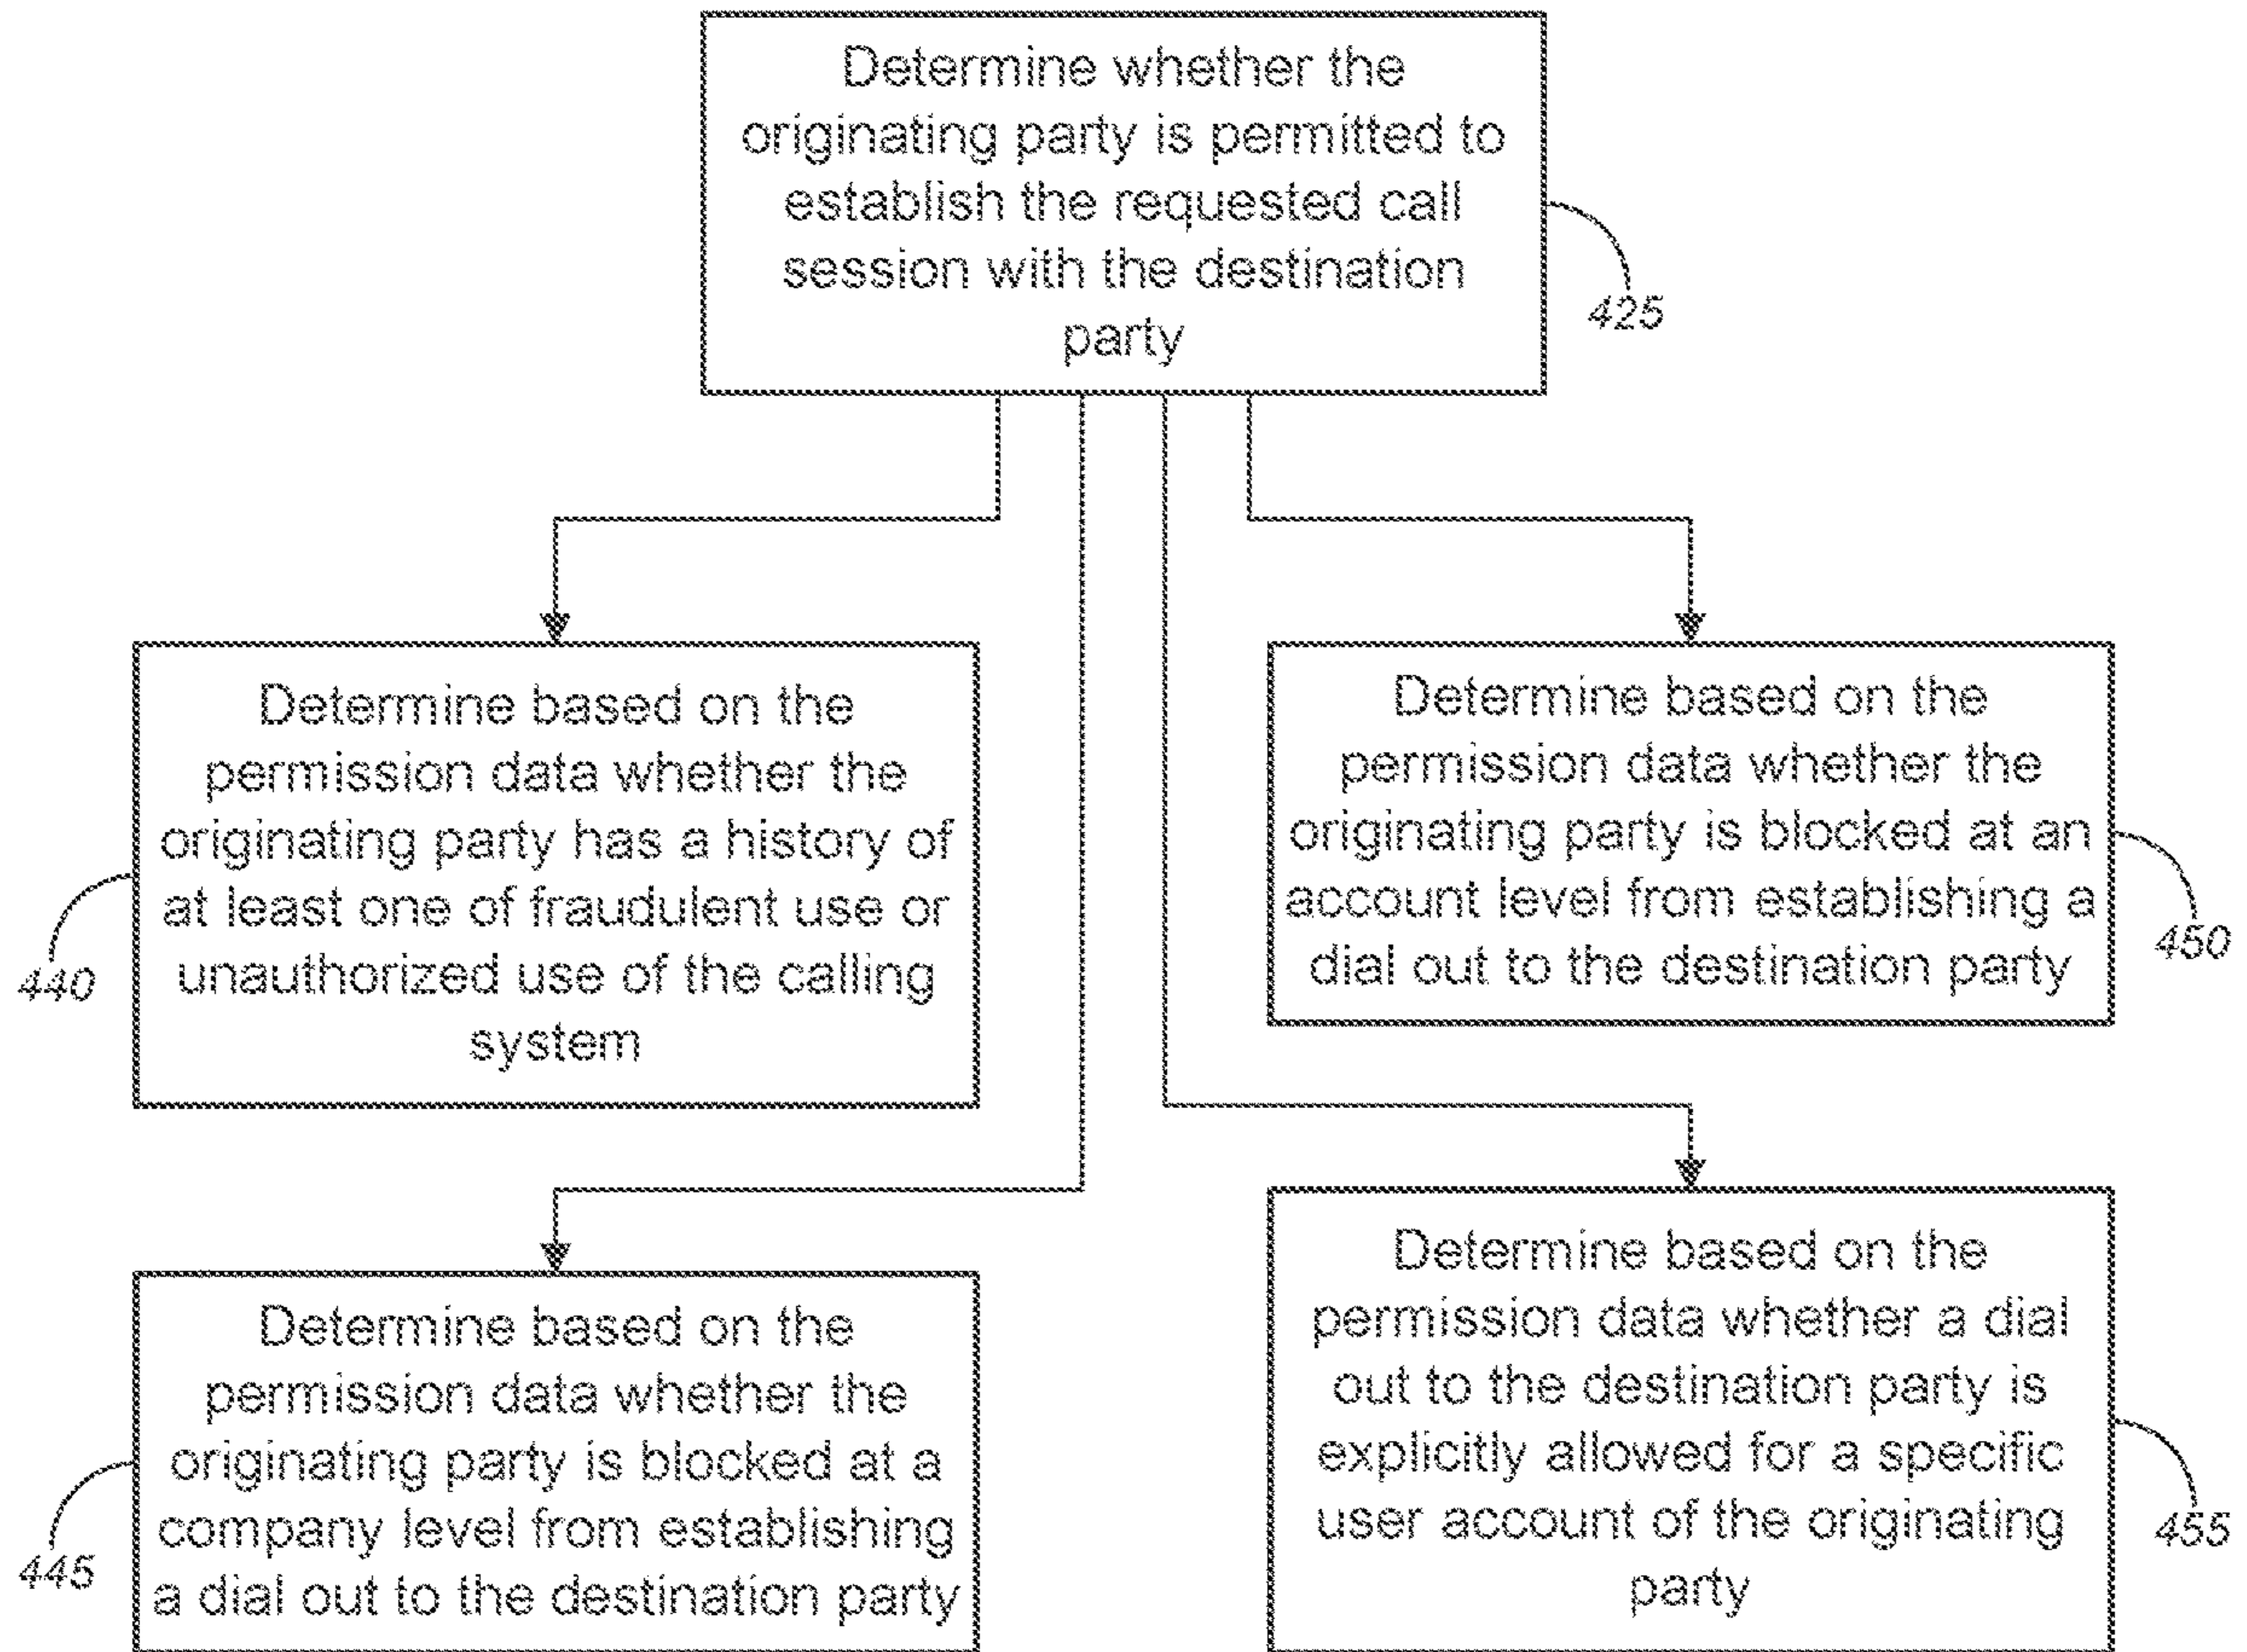 Determine whether the
originating party is permitted to
establish the requested call
session with the destination
party
425
Determine based on the
permission data whether the
originating party has a history of
at least one of fraudulent use or
unauthorized use of the calling
system
440
Determine based on the
permission data whether the
originating party is blocked at an
account level from establishing a
dial out to the destination party
450
Determine based on the
permission data whether the
originating party is blocked at a
company level from establishing
a dial out to the destination party
445
Determine based on the
permission data whether a dial
out to the destination party is
explicitly allowed for a specific
user account of the originating
party
455